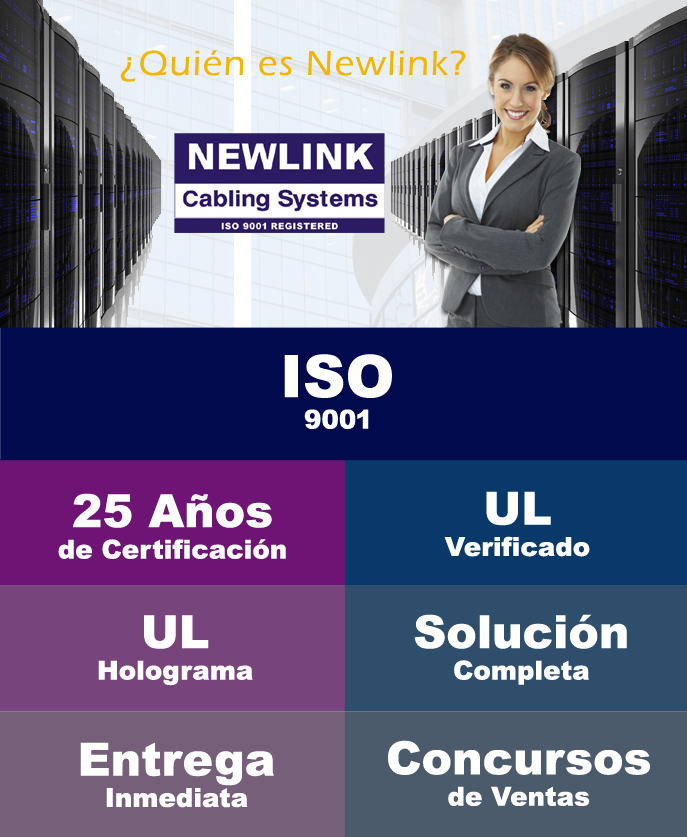 ¿Quién es Newlink?
NEWLINK
Cabling Systems
ISO 9001 REGISTERED
ISO
9001
25 Años
de Certificación
UL
Verificado
UL
Holograma
Solución
Completa
Entrega
Inmediata
Concursos
de Ventas